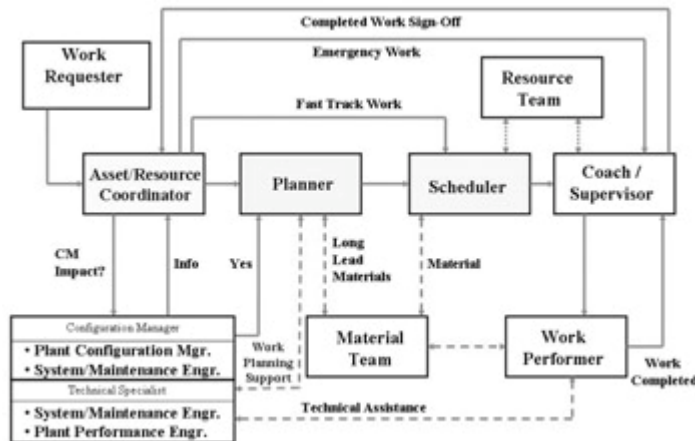 Completed Work Sign-Off
Work
Requester
Emergency Work
Resource
Team
Fast Track Work
Asset/Resource
Coordinator
Planner
Scheduler
Coach /
Supervisor
CM
Impact?
Info
Yes
Long
Lead
Materials
Material
Configuration Manager
• Plant Configuration Mgr.
• System/Maintenance Engr.
Work
Planning
Support
Material
Team
Work
Performer
Work
Completed
Technical Specialist
• System/Maintenance Engr.
• Plant Performance Engr.
Technical Assistance